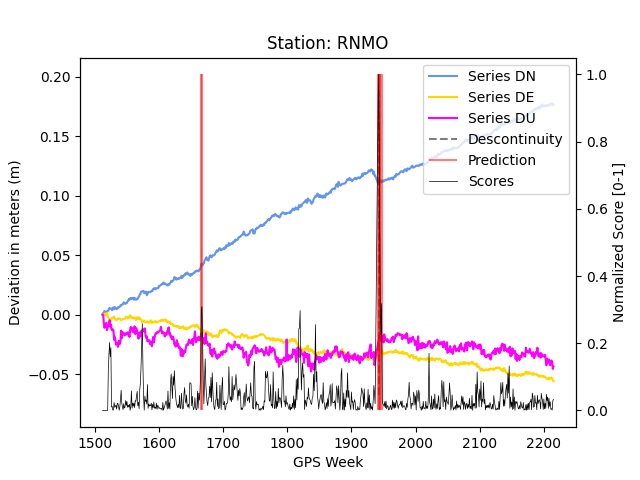 Station: RNMO
Series DN
Series DE
Series DU
Descontinuity
Prediction
Scores
Deviation in meters (m)
0.20
0.15
0.10
0.05
0.00
−0.05
1.0
0.8
0.6
0.4
0.2
0.0
Normalized Score [0-1]
1500 1600 1700 1800 1900 2000 2100 2200
GPS Week